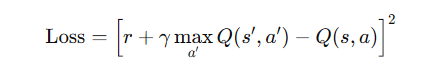 Loss = [r + γ max_{a′} Q(s′, a′) − Q(s, a)]²